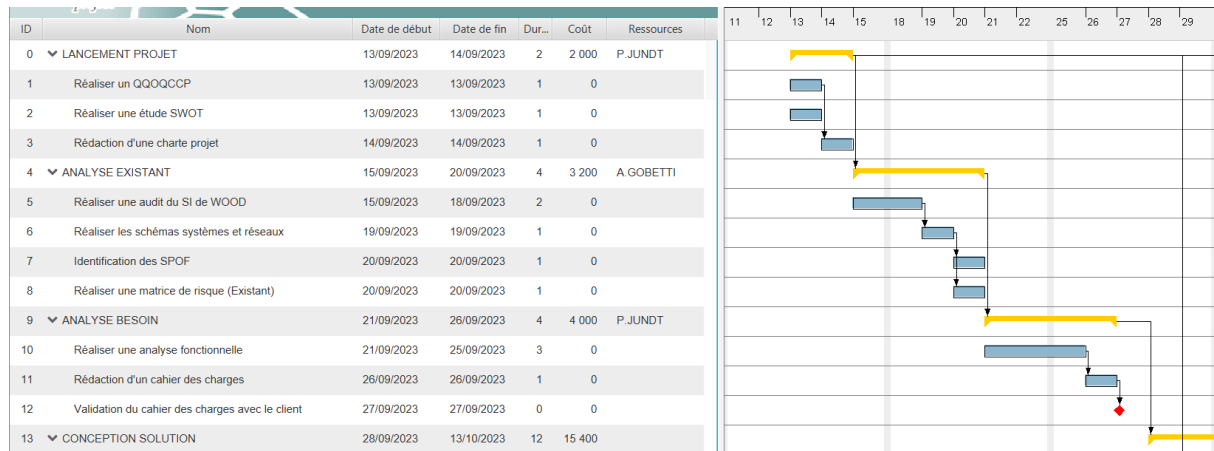 projet
ID Nom Date de début Date de fin Dur... Coût Ressources 11 12 13 14 15 18 19 20 21 22 25 26 27 28 29
0 LANCEMENT PROJET 13/09/2023 14/09/2023 2 2 000 P.JUNDT
1 Réaliser un QQOQCCP 13/09/2023 13/09/2023 1 0
2 Réaliser une étude SWOT 13/09/2023 13/09/2023 1 0
3 Rédaction d'une charte projet 14/09/2023 14/09/2023 1 0
4 ANALYSE EXISTANT 15/09/2023 20/09/2023 4 3 200 A.GOBETTI
5 Réaliser une audit du SI de WOOD 15/09/2023 18/09/2023 2 0
6 Réaliser les schémas systèmes et réseaux 19/09/2023 19/09/2023 1 0
7 Identification des SPOF 20/09/2023 20/09/2023 1 0
8 Réaliser une matrice de risque (Existant) 20/09/2023 20/09/2023 1 0
9 ANALYSE BESOIN 21/09/2023 26/09/2023 4 4 000 P.JUNDT
10 Réaliser une analyse fonctionnelle 21/09/2023 25/09/2023 3 0
11 Rédaction d'un cahier des charges 26/09/2023 26/09/2023 1 0
12 Validation du cahier des charges avec le client 27/09/2023 27/09/2023 0 0
13 CONCEPTION SOLUTION 28/09/2023 13/10/2023 12 15 400